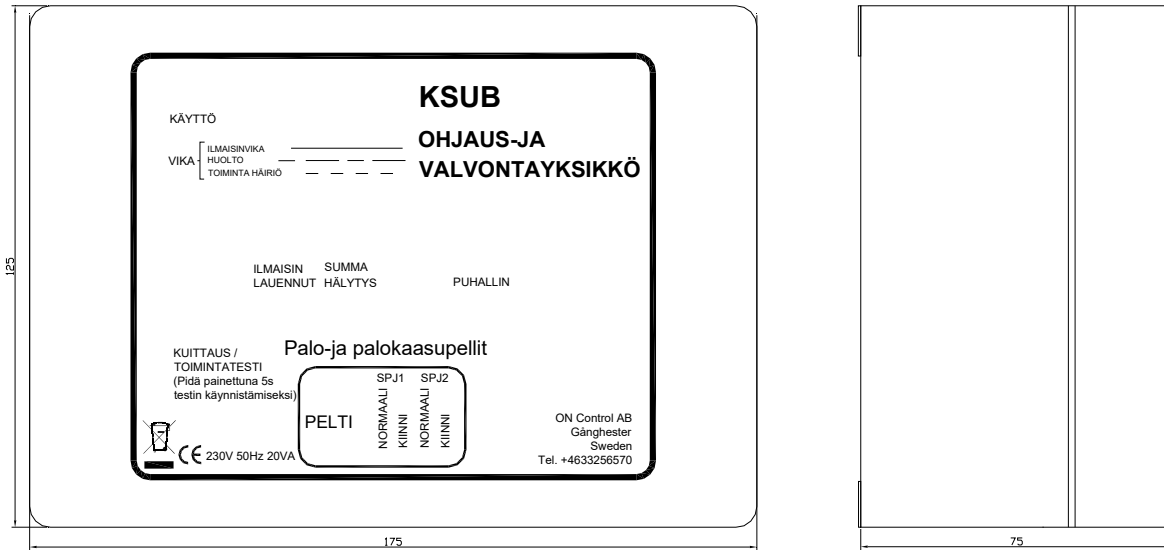 KSUB
OHJAUS-JA
VALVONTAYKSIKKÖ
KÄYTTÖ
VIKA
ILMAISINVIKA
HUOLTO
TOIMINTA HÄIRIÖ
ILMAISIN
LAUENNUT
SUMMA
HÄLYTYS
PUHALLIN
KUITTAUS /
TOIMINTATESTI
(Pidä painettuna 5s
testin käynnistämiseksi)
Palo-ja palokaasupellit
PELTI
SPJ1
NORMAALI
KIINNI
SPJ2
NORMAALI
KIINNI
CE 230V 50Hz 20VA
ON Control AB
Gånghester
Sweden
Tel. +4633256570
125
175
75